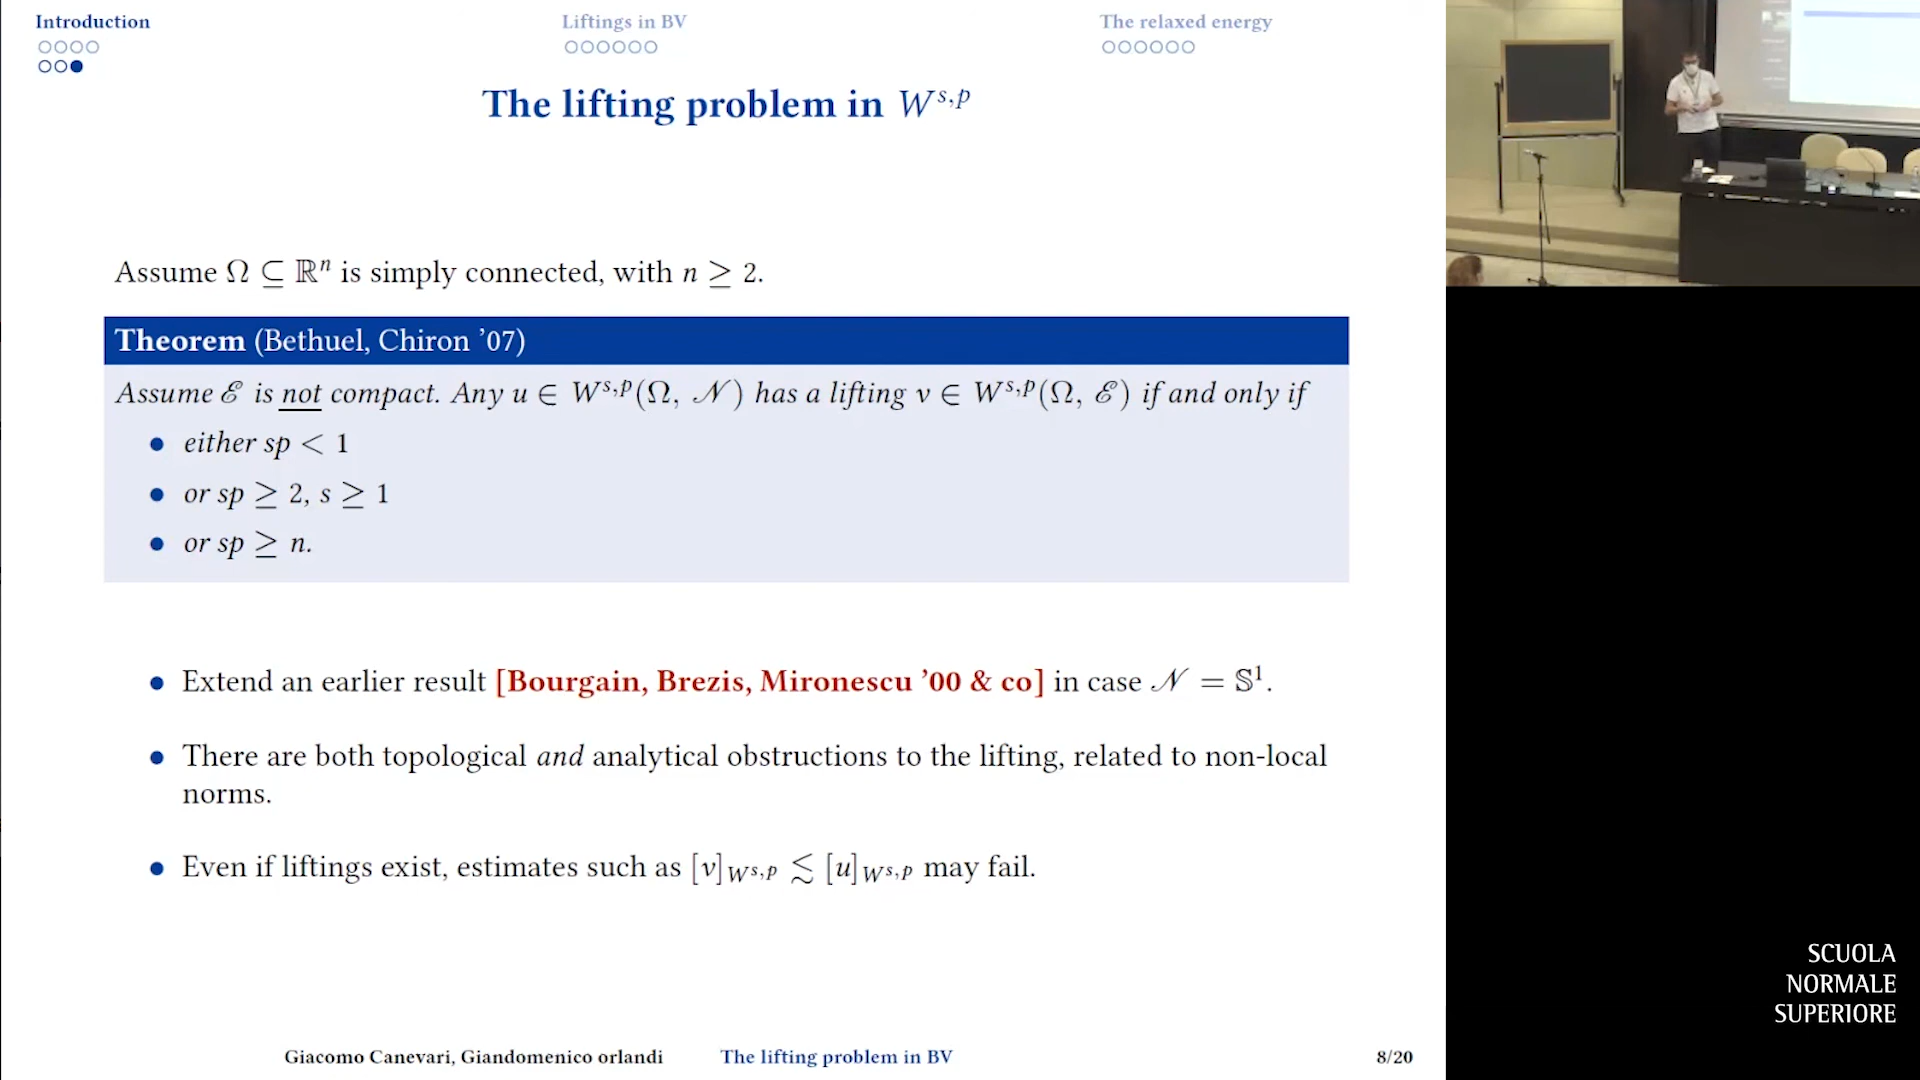 Introduction
Liftings in BV
The relaxed energy
The lifting problem in W^{s,p}
Assume Ω ⊆ ℝⁿ is simply connected, with n ≥ 2.
Theorem (Bethuel, Chiron ’07)
Assume ℰ is not compact. Any u ∈ W^{s,p}(Ω, 𝒩) has a lifting v ∈ W^{s,p}(Ω, ℰ) if and only if
• either sp < 1
• or sp ≥ 2, s ≥ 1
• or sp ≥ n.
• Extend an earlier result [Bourgain, Brezis, Mironescu ’00 & co] in case 𝒩 = 𝕊¹.
• There are both topological and analytical obstructions to the lifting, related to non-local
norms.
• Even if liftings exist, estimates such as [v]_{W^{s,p}} ≲ [u]_{W^{s,p}} may fail.
Giacomo Canevari, Giandomenico orlandi
The lifting problem in BV
8/20
SCUOLA
NORMALE
SUPERIORE